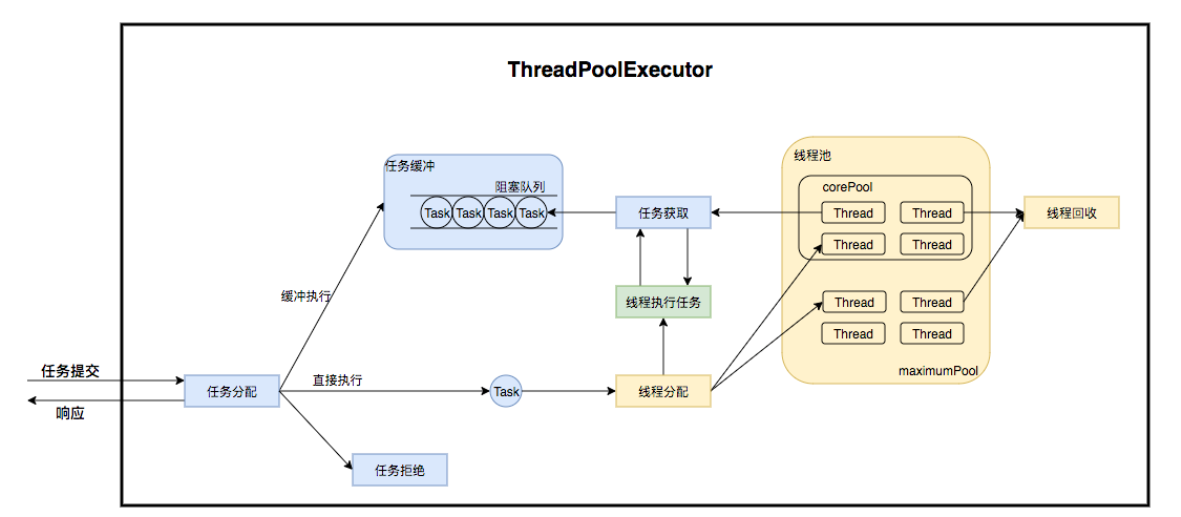 ThreadPoolExecutor
任务缓冲
阻塞队列
Task Task Task Task
任务获取
线程池
corePool
Thread Thread
Thread Thread
线程回收
缓冲执行
线程执行任务
Thread Thread
Thread Thread
maximumPool
任务提交
响应
任务分配
直接执行
Task
线程分配
任务拒绝